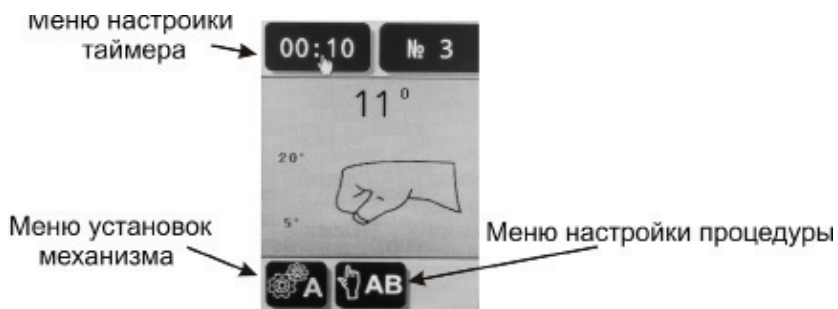 Меню настройки
таймера
00:10
№ 3
11°
20°
5°
Меню установок
механизма
A
AB
Меню настройки процедуры